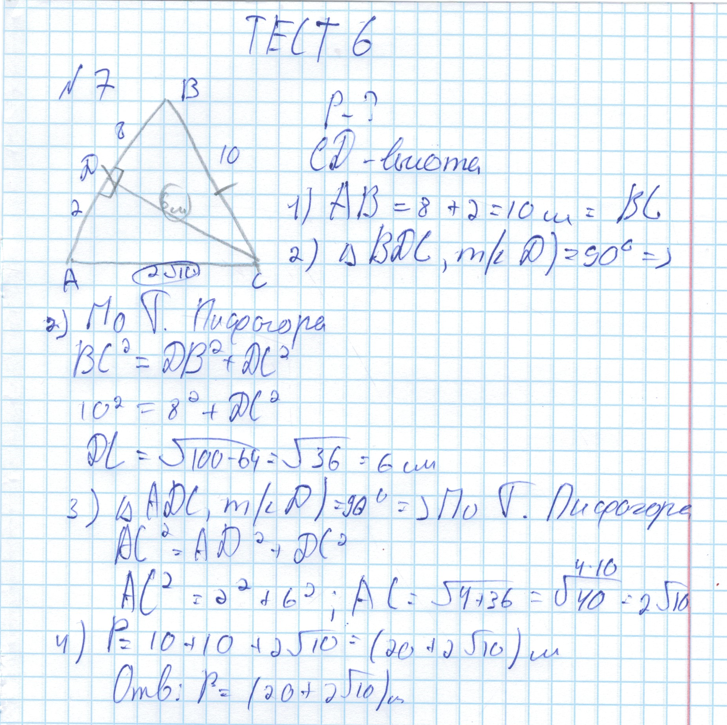 ТЕСТ 6
N 7
B
8
10
D
2
6 см
A
2√10
C
P-?
CD - высота
1) AB = 8 + 2 = 10 см = BC
2) △ BDC, т/к D) = 90° =>
2) По Т. Пифагора
BC² = DB² + DC²
10² = 8² + DC²
DC = √100-64 = √36 = 6 см
3) △ ADC, т/к D) = 90° => По Т. Пифагора
AC² = AD² + DC²
4·10
AC² = 2² + 6² ; AC = √4+36 = √40 = 2√10
4) P = 10 + 10 + 2√10 = (20 + 2√10) см
Отв: P = (20 + 2√10) см